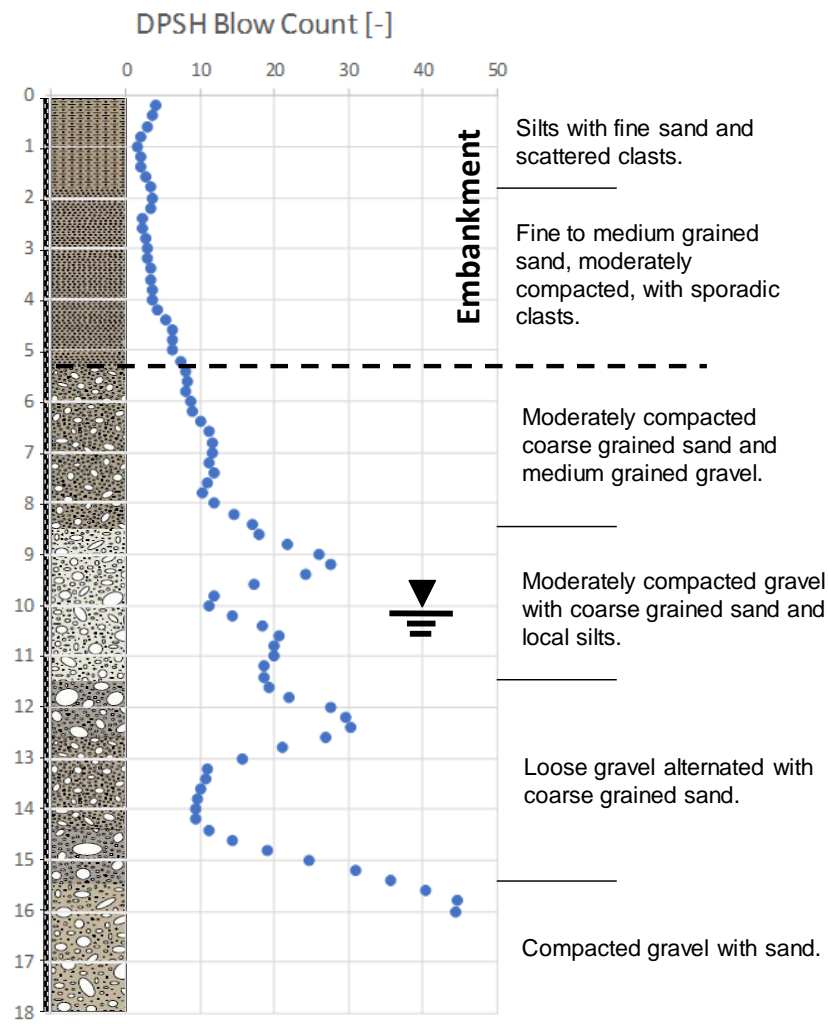 DPSH Blow Count [-]
0 10 20 30 40 50
0
1
2
3
4
5
6
7
8
9
10
11
12
13
14
15
16
17
18
Embankment
Silts with fine sand and
scattered clasts.
Fine to medium grained
sand, moderately
compacted, with sporadic
clasts.
Moderately compacted
coarse grained sand and
medium grained gravel.
Moderately compacted gravel
with coarse grained sand and
local silts.
Loose gravel alternated with
coarse grained sand.
Compacted gravel with sand.